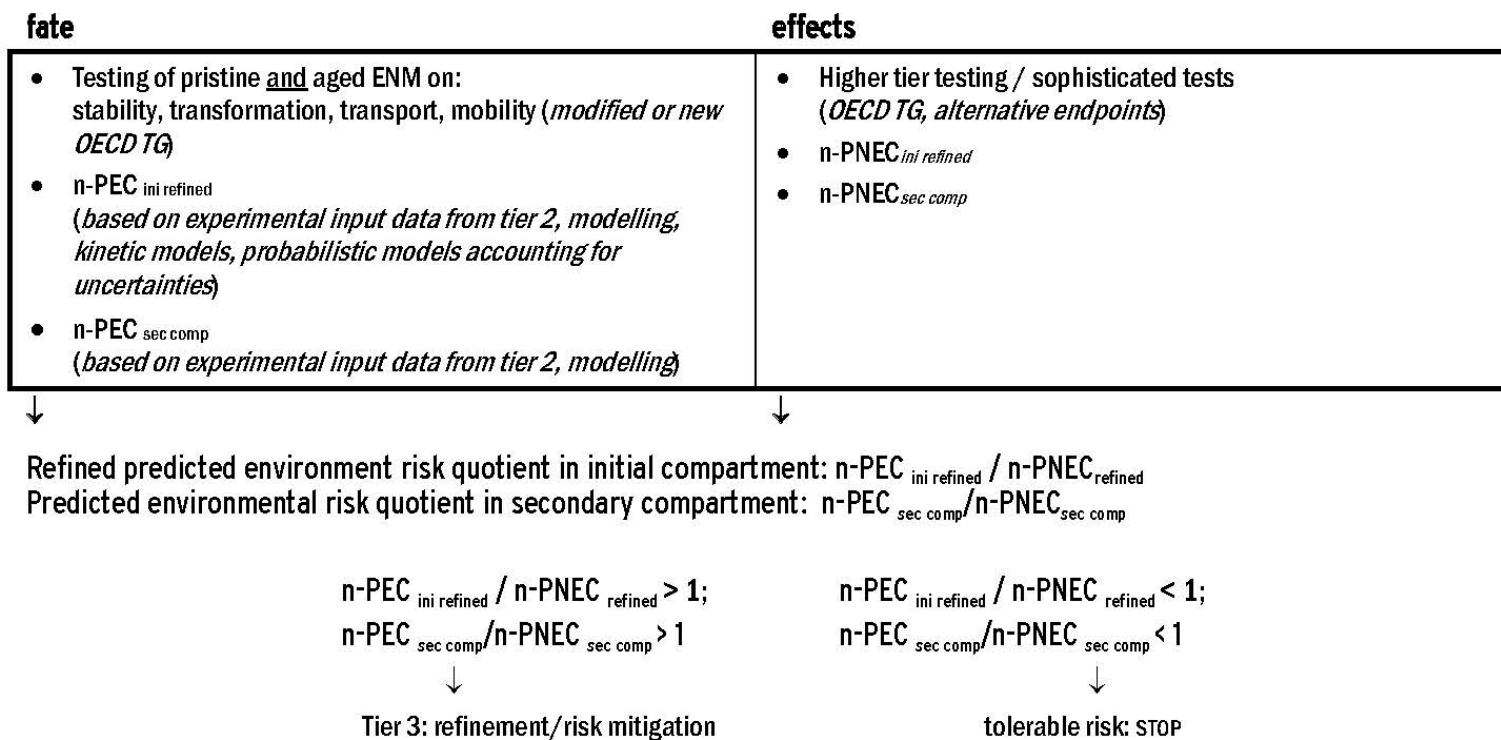 fate
effects
• Testing of pristine and aged ENM on:
stability, transformation, transport, mobility (modified or new
OECD TG)
• n-PEC ini refined
(based on experimental input data from tier 2, modelling,
kinetic models, probabilistic models accounting for
uncertainties)
• n-PEC sec comp
(based on experimental input data from tier 2, modelling)
• Higher tier testing / sophisticated tests
(OECD TG, alternative endpoints)
• n-PNEC ini refined
• n-PNEC sec comp
↓
↓
Refined predicted environment risk quotient in initial compartment: n-PEC ini refined / n-PNEC refined
Predicted environmental risk quotient in secondary compartment: n-PEC sec comp/n-PNEC sec comp
n-PEC ini refined / n-PNEC refined > 1;
n-PEC sec comp/n-PNEC sec comp > 1
↓
Tier 3: refinement/risk mitigation
n-PEC ini refined / n-PNEC refined < 1;
n-PEC sec comp/n-PNEC sec comp < 1
↓
tolerable risk: STOP